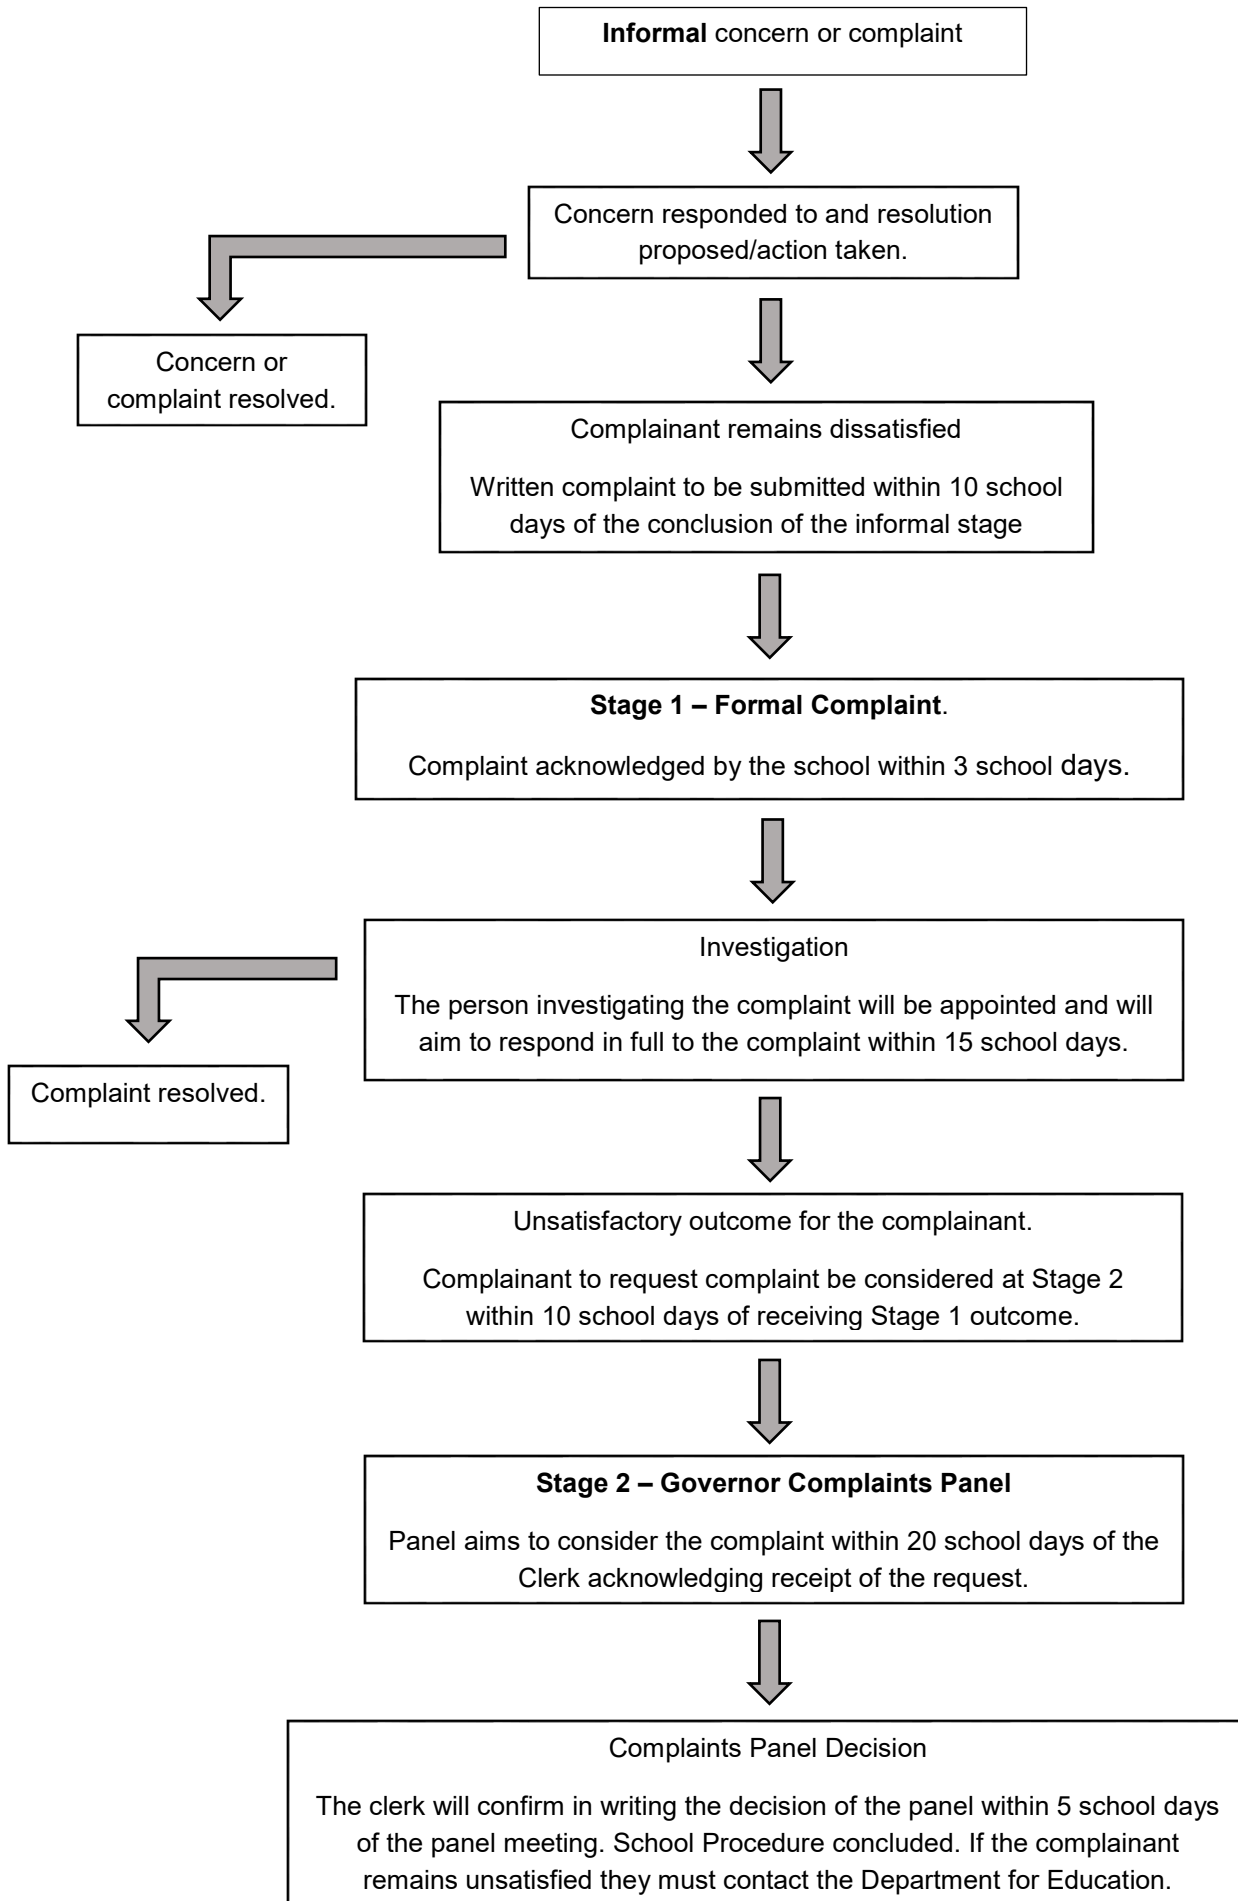 Informal concern or complaint
Concern responded to and resolution
proposed/action taken.
Concern or
complaint resolved.
Complainant remains dissatisfied
Written complaint to be submitted within 10 school
days of the conclusion of the informal stage
Stage 1 – Formal Complaint.
Complaint acknowledged by the school within 3 school days.
Investigation
The person investigating the complaint will be appointed and will
aim to respond in full to the complaint within 15 school days.
Complaint resolved.
Unsatisfactory outcome for the complainant.
Complainant to request complaint be considered at Stage 2
within 10 school days of receiving Stage 1 outcome.
Stage 2 – Governor Complaints Panel
Panel aims to consider the complaint within 20 school days of the
Clerk acknowledging receipt of the request.
Complaints Panel Decision
The clerk will confirm in writing the decision of the panel within 5 school days
of the panel meeting. School Procedure concluded. If the complainant
remains unsatisfied they must contact the Department for Education.